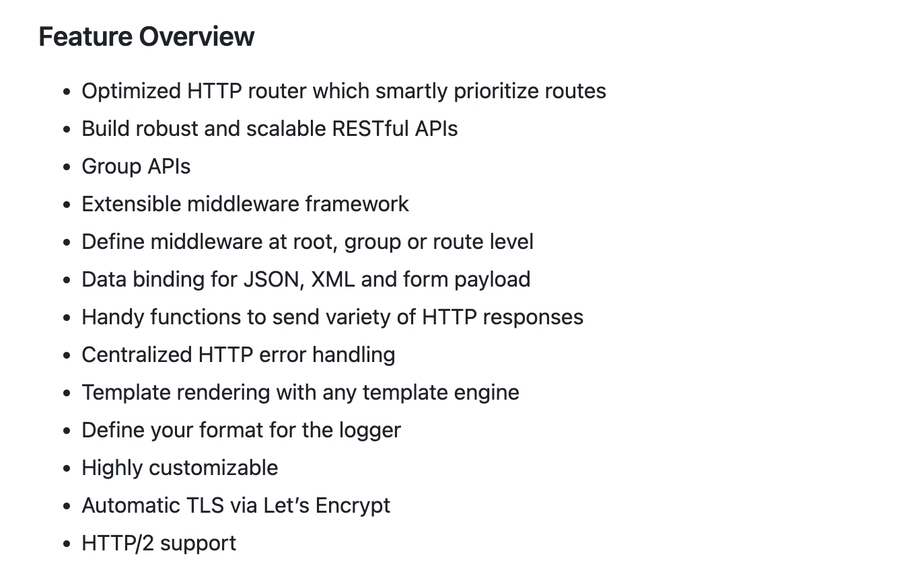 Feature Overview
• Optimized HTTP router which smartly prioritize routes
• Build robust and scalable RESTful APIs
• Group APIs
• Extensible middleware framework
• Define middleware at root, group or route level
• Data binding for JSON, XML and form payload
• Handy functions to send variety of HTTP responses
• Centralized HTTP error handling
• Template rendering with any template engine
• Define your format for the logger
• Highly customizable
• Automatic TLS via Let’s Encrypt
• HTTP/2 support